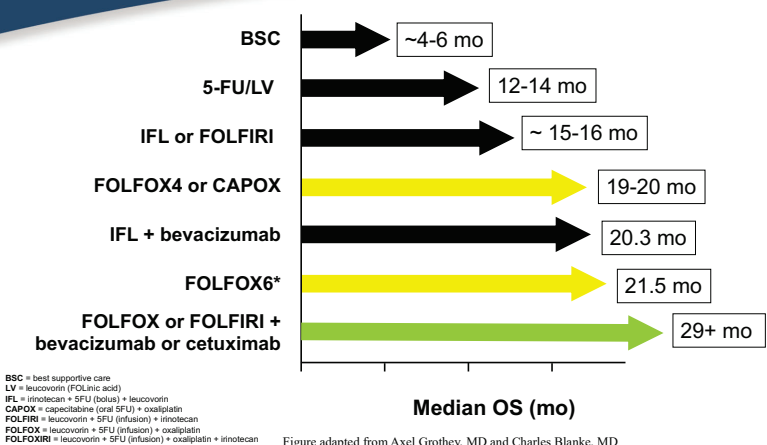 BSC
~4-6 mo
5-FU/LV
12-14 mo
IFL or FOLFIRI
~ 15-16 mo
FOLFOX4 or CAPOX
19-20 mo
IFL + bevacizumab
20.3 mo
FOLFOX6*
21.5 mo
FOLFOX or FOLFIRI +
bevacizumab or cetuximab
29+ mo
BSC = best supportive care
LV = leucovorin (FOLinic acid)
IFL = irinotecan + 5FU (bolus) + leucovorin
CAPOX = capecitabine (oral 5FU) + oxaliplatin
FOLFIRI = leucovorin + 5FU (infusion) + irinotecan
FOLFOX = leucovorin + 5FU (infusion) + oxaliplatin
FOLFOXIRI = leucovorin + 5FU (infusion) + oxaliplatin + irinotecan
Median OS (mo)
Figure adapted from Axel Grothey, MD and Charles Blanke, MD